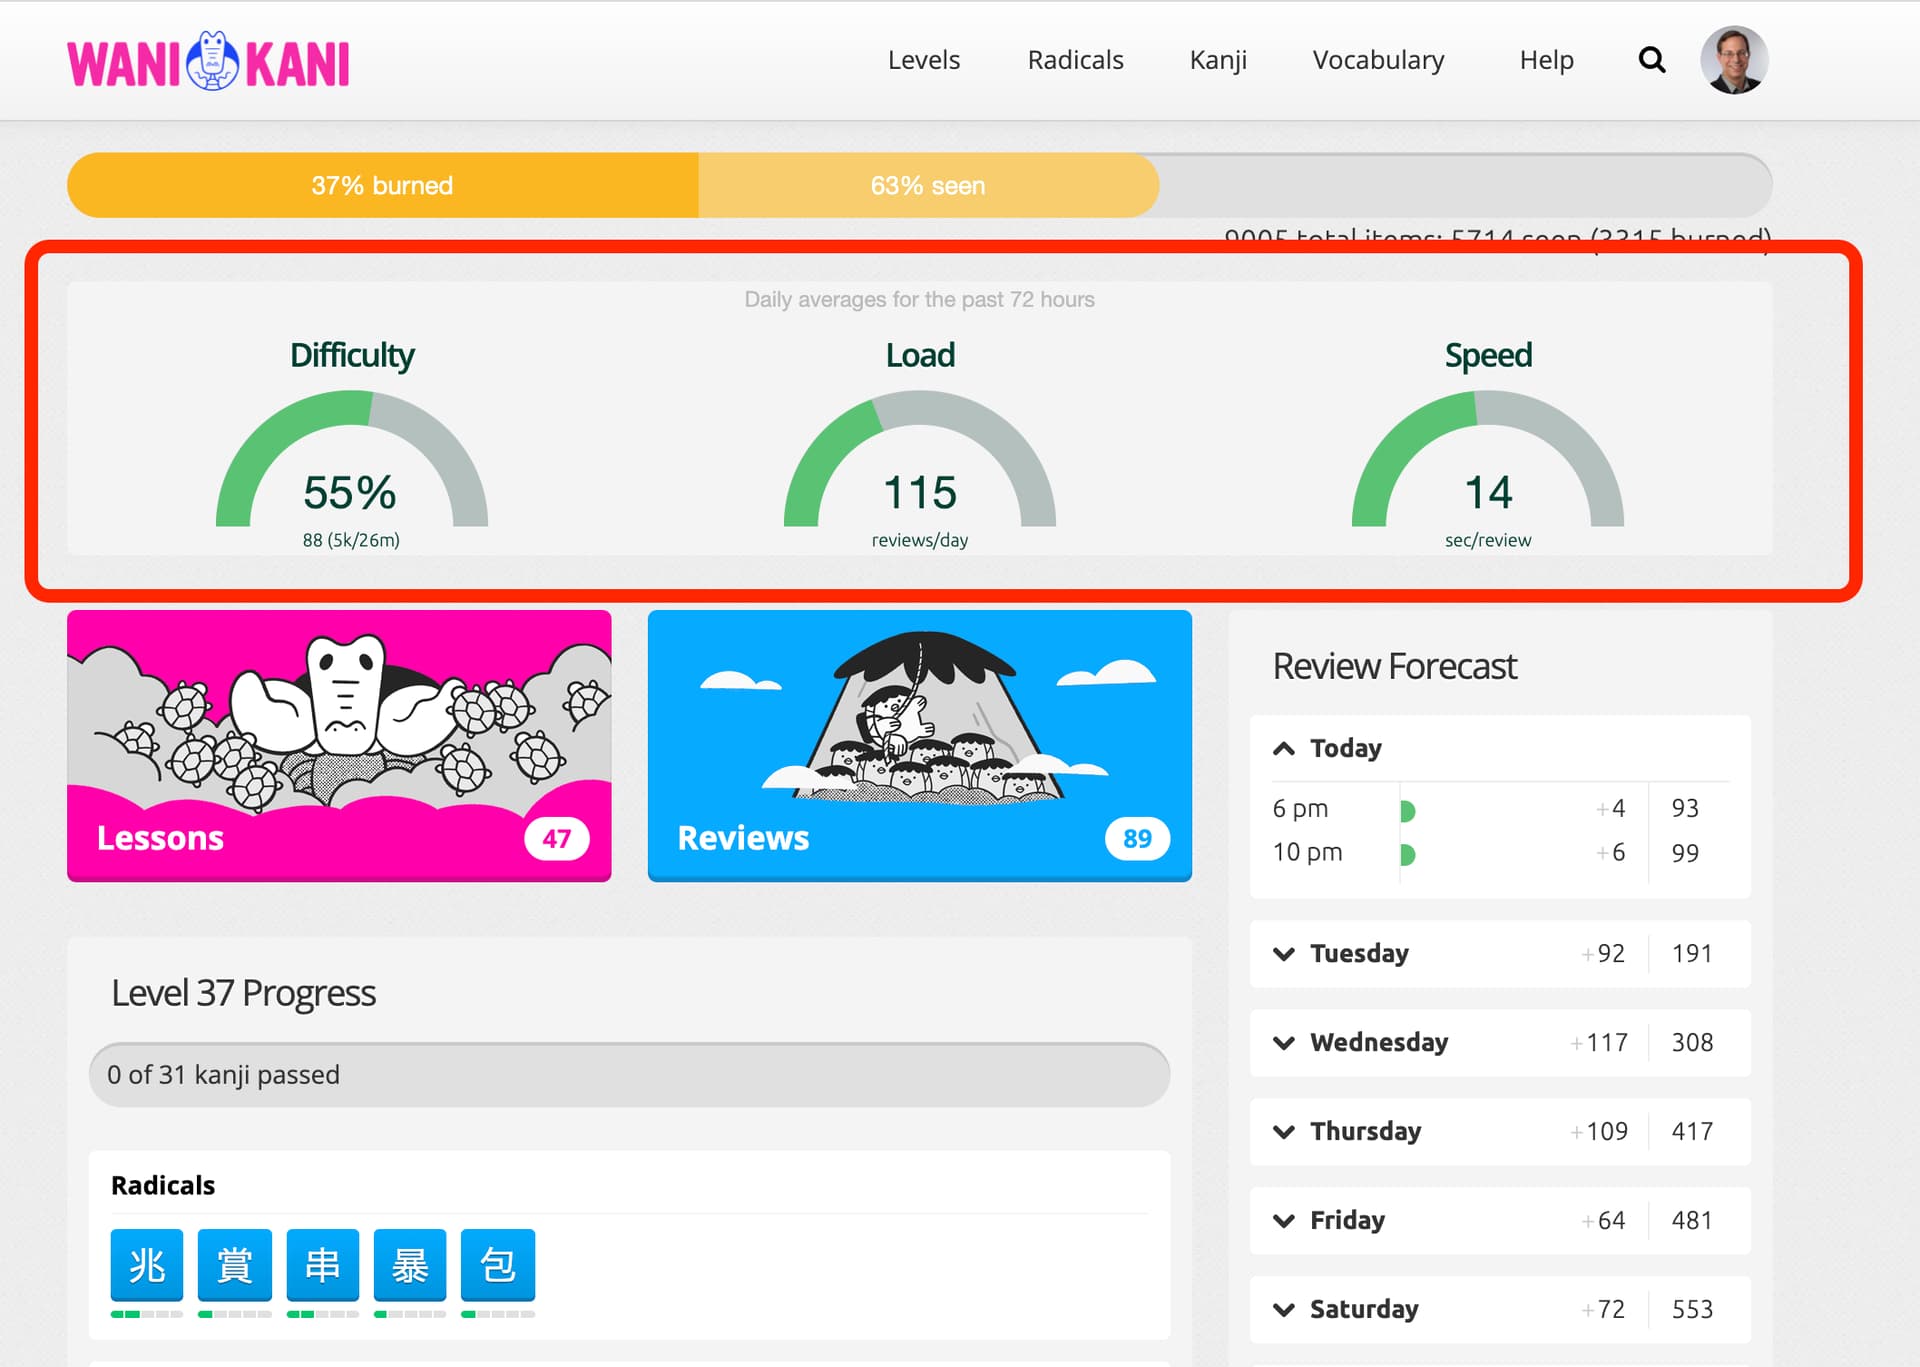 WANI KANI
Levels Radicals Kanji Vocabulary Help
37% burned 63% seen
9005 total items: 5714 seen (3315 burned)
Daily averages for the past 72 hours
Difficulty Load Speed
55% 115 14
88 (5k/26m) reviews/day sec/review
Lessons 47
Reviews 89
Review Forecast
Today
6 pm +4 93
10 pm +6 99
Tuesday +92 191
Wednesday +117 308
Thursday +109 417
Friday +64 481
Saturday +72 553
Level 37 Progress
0 of 31 kanji passed
Radicals
兆 賞 串 暴 包